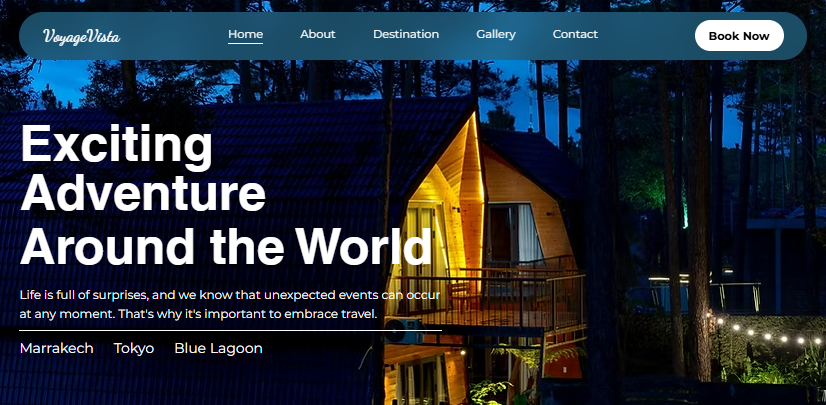 VoyageVista
Home
About
Destination
Gallery
Contact
Book Now
Exciting
Adventure
Around the World
Life is full of surprises, and we know that unexpected events can occur
at any moment. That's why it's important to embrace travel.
Marrakech
Tokyo
Blue Lagoon